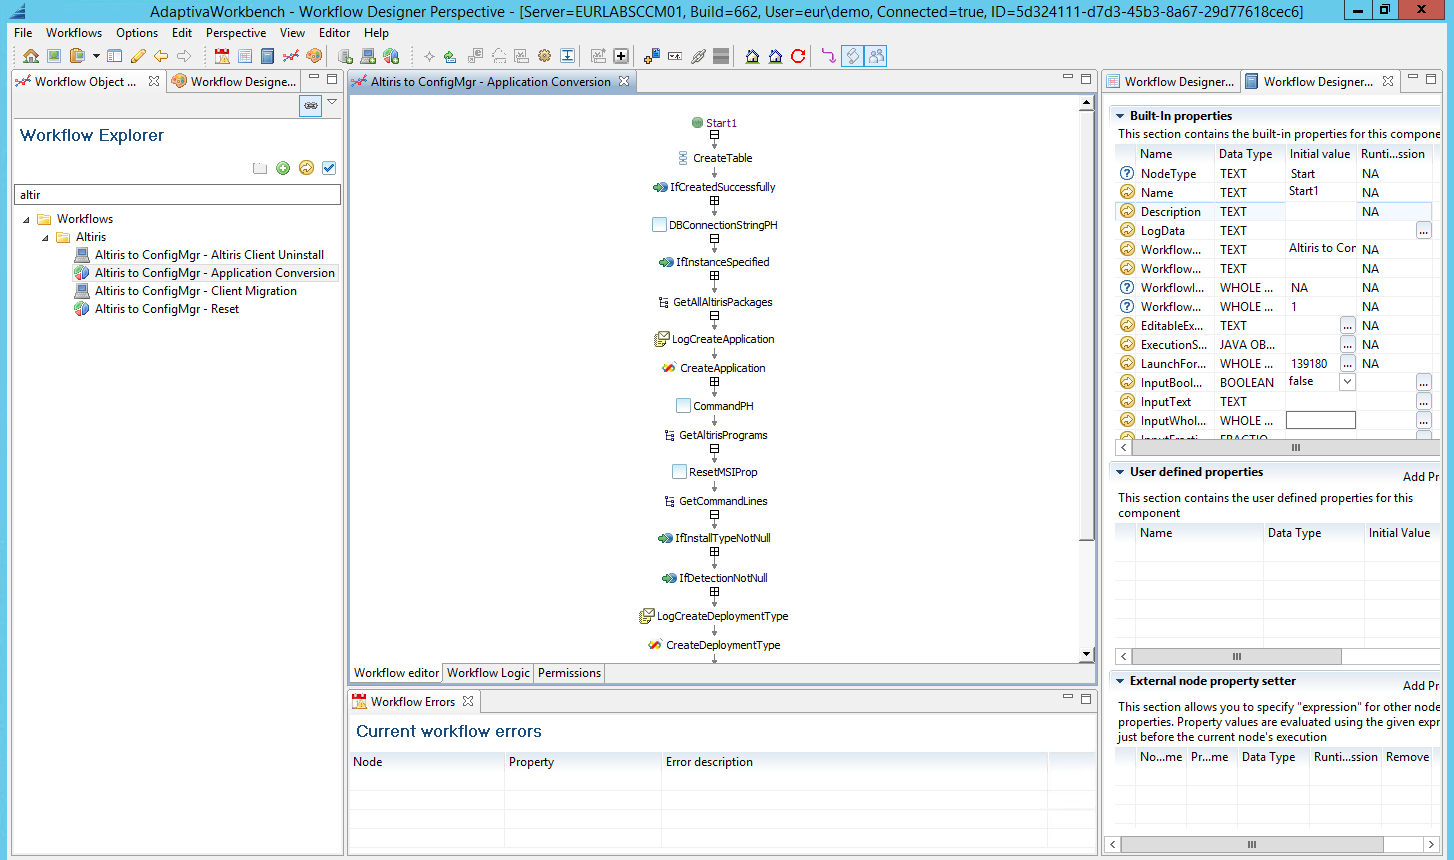 AdaptivaWorkbench - Workflow Designer Perspective - [Server=EURLABSCCM01, Build=662, User=eur\demo, Connected=true, ID=5d324111-d7d3-45b3-8a67-29d77618cec6]
File Workflows Options Edit Perspective View Editor Help
Workflow Object ...
Workflow Designe...
Workflow Explorer
altir
Workflows
Altiris
Altiris to ConfigMgr - Altiris Client Uninstall
Altiris to ConfigMgr - Application Conversion
Altiris to ConfigMgr - Client Migration
Altiris to ConfigMgr - Reset
Altiris to ConfigMgr - Application Conversion
Start1
CreateTable
IfCreatedSuccessfully
DBConnectionStringPH
IfInstanceSpecified
GetAllAltirisPackages
LogCreateApplication
CreateApplication
CommandPH
GetAltirisPrograms
ResetMSIProp
GetCommandLines
IfInstallTypeNotNull
IfDetectionNotNull
LogCreateDeploymentType
CreateDeploymentType
Workflow editor Workflow Logic Permissions
Workflow Errors
Current workflow errors
Node Property Error description
Workflow Designer...
Workflow Designer...
Built-In properties
This section contains the built-in properties for this compone
Name Data Type Initial value Runti...ssion
NodeType TEXT Start NA
Name TEXT Start1 NA
Description TEXT NA
LogData TEXT ...
Workflow... TEXT Altiris to Cor NA
Workflow... TEXT NA
WorkflowI... WHOLE ... NA NA
Workflow... WHOLE ... 1 NA
EditableEx... TEXT ... NA
ExecutionS... JAVA OB... ... NA
LaunchFor... WHOLE ... 139180 ... NA
InputBool... BOOLEAN false ...
InputText TEXT ...
InputWhol... WHOLE ... ...
InputFracti... FRACTIO...
User defined properties
Add Pr
This section contains the user defined properties for this
component
Name Data Type Initial Value
External node property setter
Add Pr
This section allows you to specify "expression" for other node
properties. Property values are evaluated using the given expr
just before the current node's execution
No...me Pr...me Data Type Runti...ssion Remove